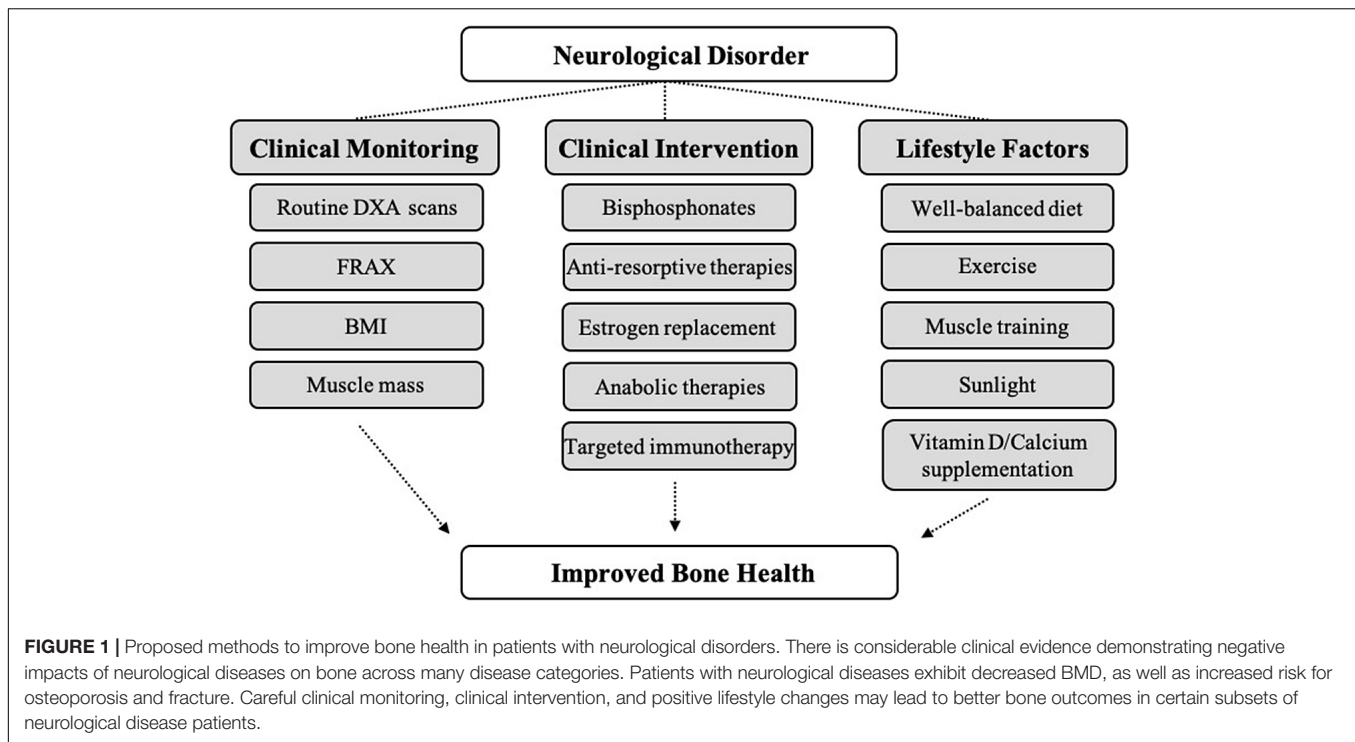 Neurological Disorder
Clinical Monitoring
Routine DXA scans
FRAX
BMI
Muscle mass
Clinical Intervention
Bisphosphonates
Anti-resorptive therapies
Estrogen replacement
Anabolic therapies
Targeted immunotherapy
Lifestyle Factors
Well-balanced diet
Exercise
Muscle training
Sunlight
Vitamin D/Calcium
supplementation
Improved Bone Health
FIGURE 1 | Proposed methods to improve bone health in patients with neurological disorders. There is considerable clinical evidence demonstrating negative
impacts of neurological diseases on bone across many disease categories. Patients with neurological diseases exhibit decreased BMD, as well as increased risk for
osteoporosis and fracture. Careful clinical monitoring, clinical intervention, and positive lifestyle changes may lead to better bone outcomes in certain subsets of
neurological disease patients.